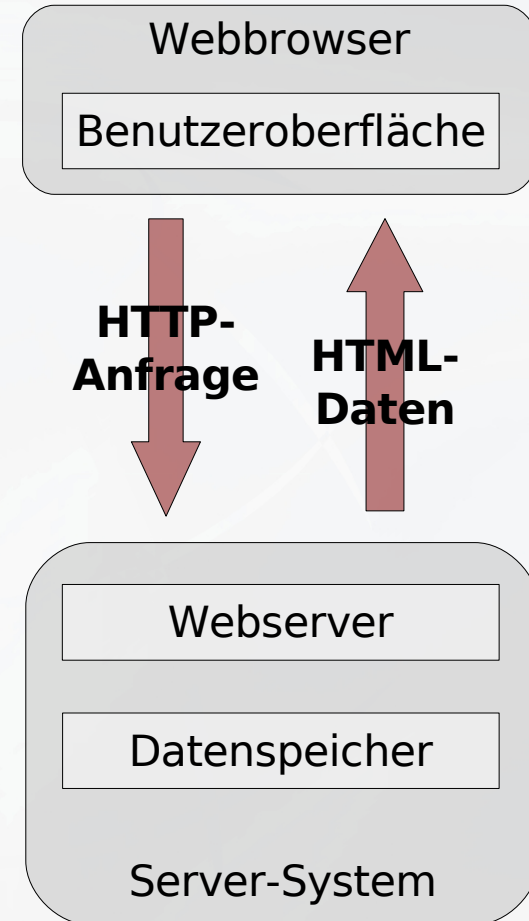 Webbrowser
Benutzeroberfläche
HTTP-
Anfrage
HTML-
Daten
Webserver
Datenspeicher
Server-System